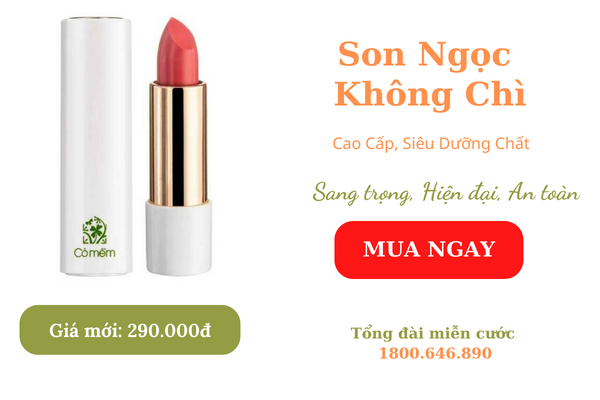 Son Ngọc
Không Chì
Cao Cấp, Siêu Dưỡng Chất
Sang trọng, Hiện đại, An toàn
MUA NGAY
Cỏ mềm
Giá mới: 290.000đ
Tổng đài miễn cước
1800.646.890